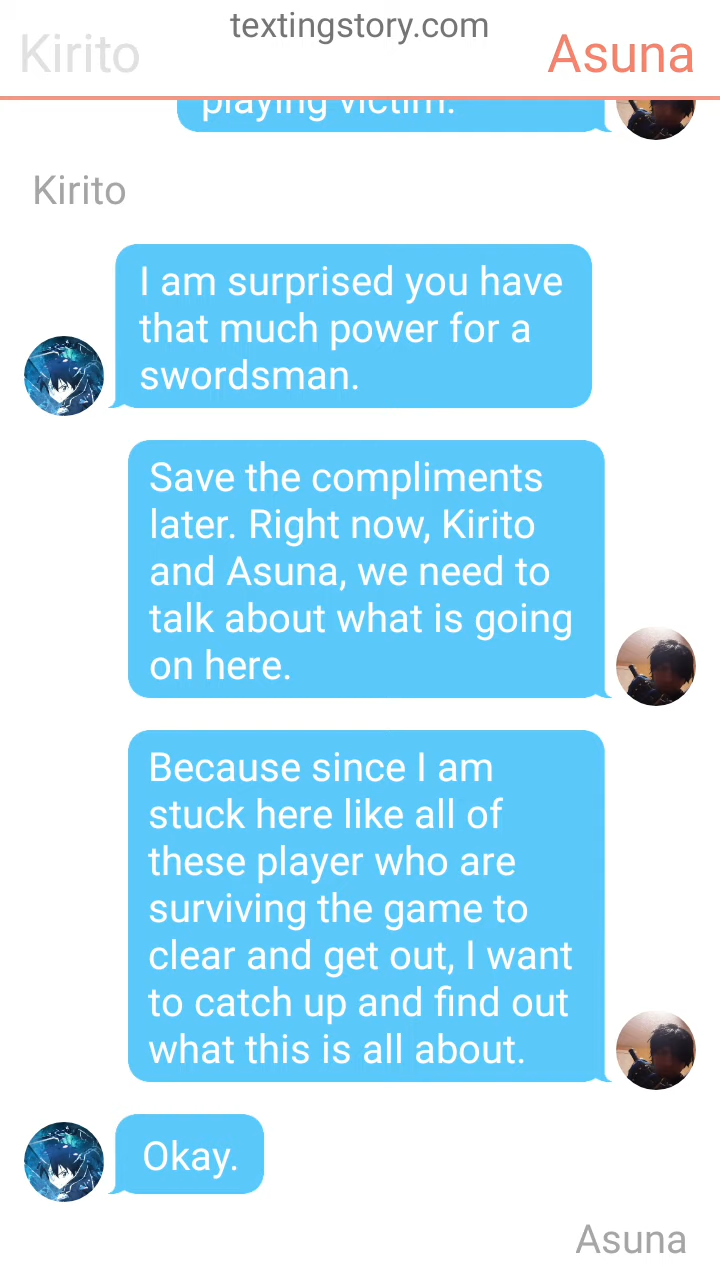 textingstory.com
Kirito
Asuna
playing victim.
Kirito
I am surprised you have
that much power for a
swordsman.
Save the compliments
later. Right now, Kirito
and Asuna, we need to
talk about what is going
on here.
Because since I am
stuck here like all of
these player who are
surviving the game to
clear and get out, I want
to catch up and find out
what this is all about.
Okay.
Asuna